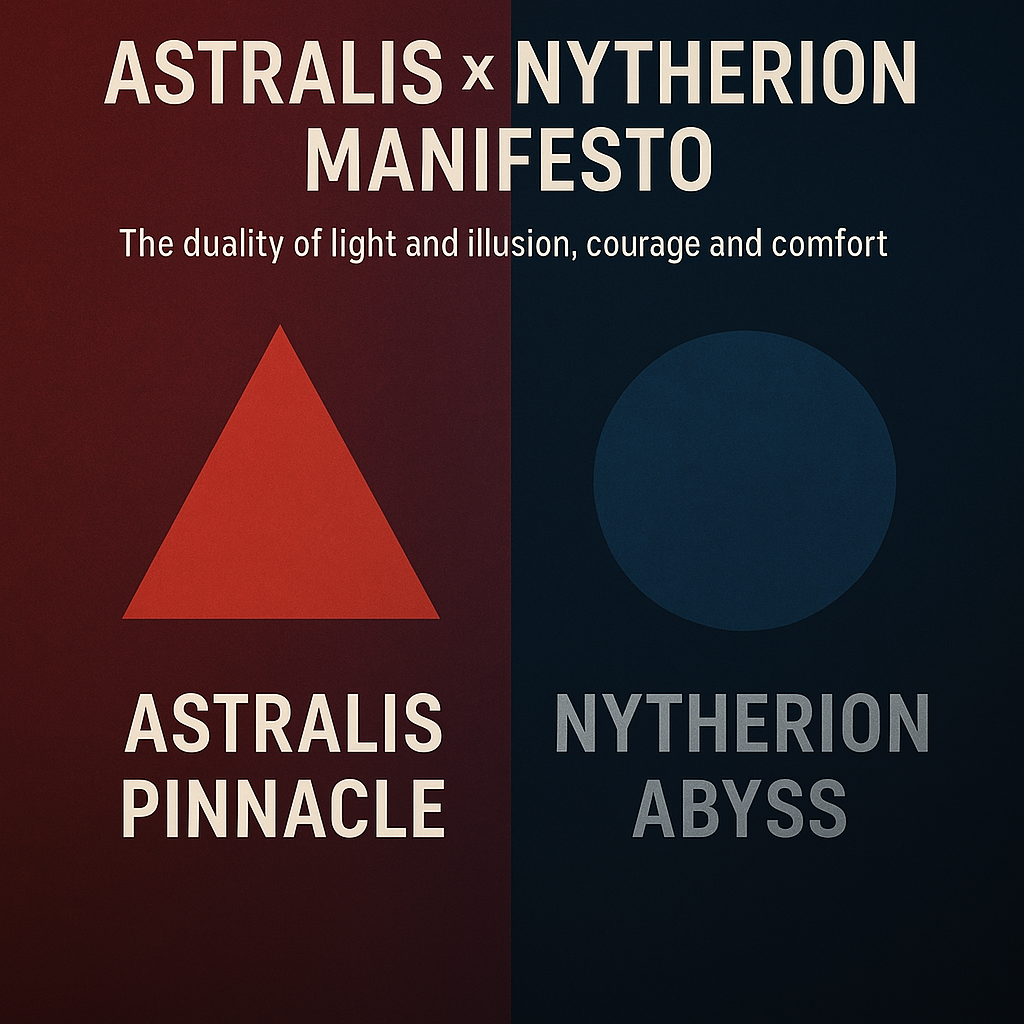 ASTRALIS x NYTHERION
MANIFESTO
The duality of light and illusion, courage and comfort
ASTRALIS
PINNACLE
NYTHERION
ABYSS